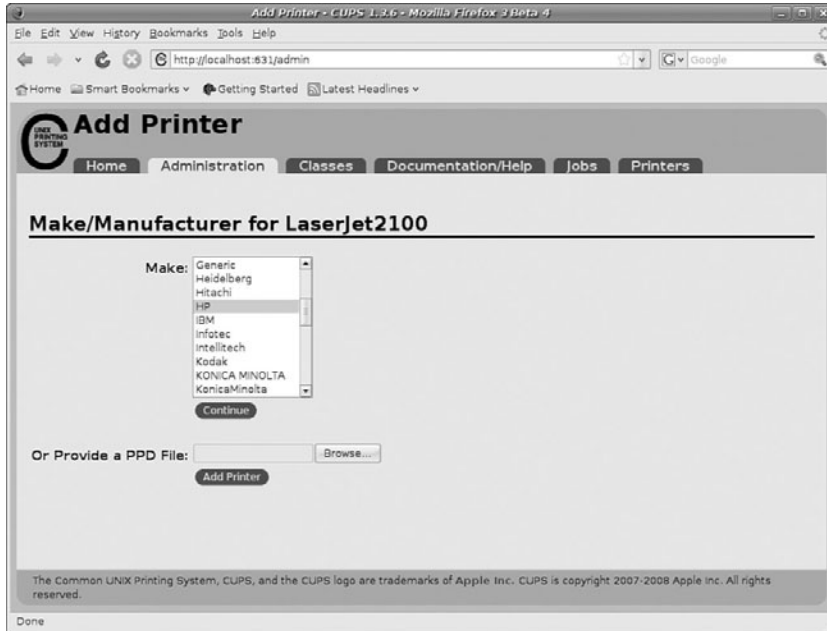 Add Printer - CUPS 1.3.6 - Mozilla Firefox 3 Beta 4
File Edit View History Bookmarks Tools Help
http://localhost:631/admin
Google
Home Smart Bookmarks Getting Started Latest Headlines
UNIX PRINTING SYSTEM
Add Printer
Home Administration Classes Documentation/Help Jobs Printers
Make/Manufacturer for LaserJet2100
Make:
Generic
Heidelberg
Hitachi
HP
IBM
Infotec
Intellitech
Kodak
KONICA MINOLTA
KonicaMinolta
Continue
Or Provide a PPD File:
Browse...
Add Printer
The Common UNIX Printing System, CUPS, and the CUPS logo are trademarks of Apple Inc. CUPS is copyright 2007-2008 Apple Inc. All rights
reserved.
Done